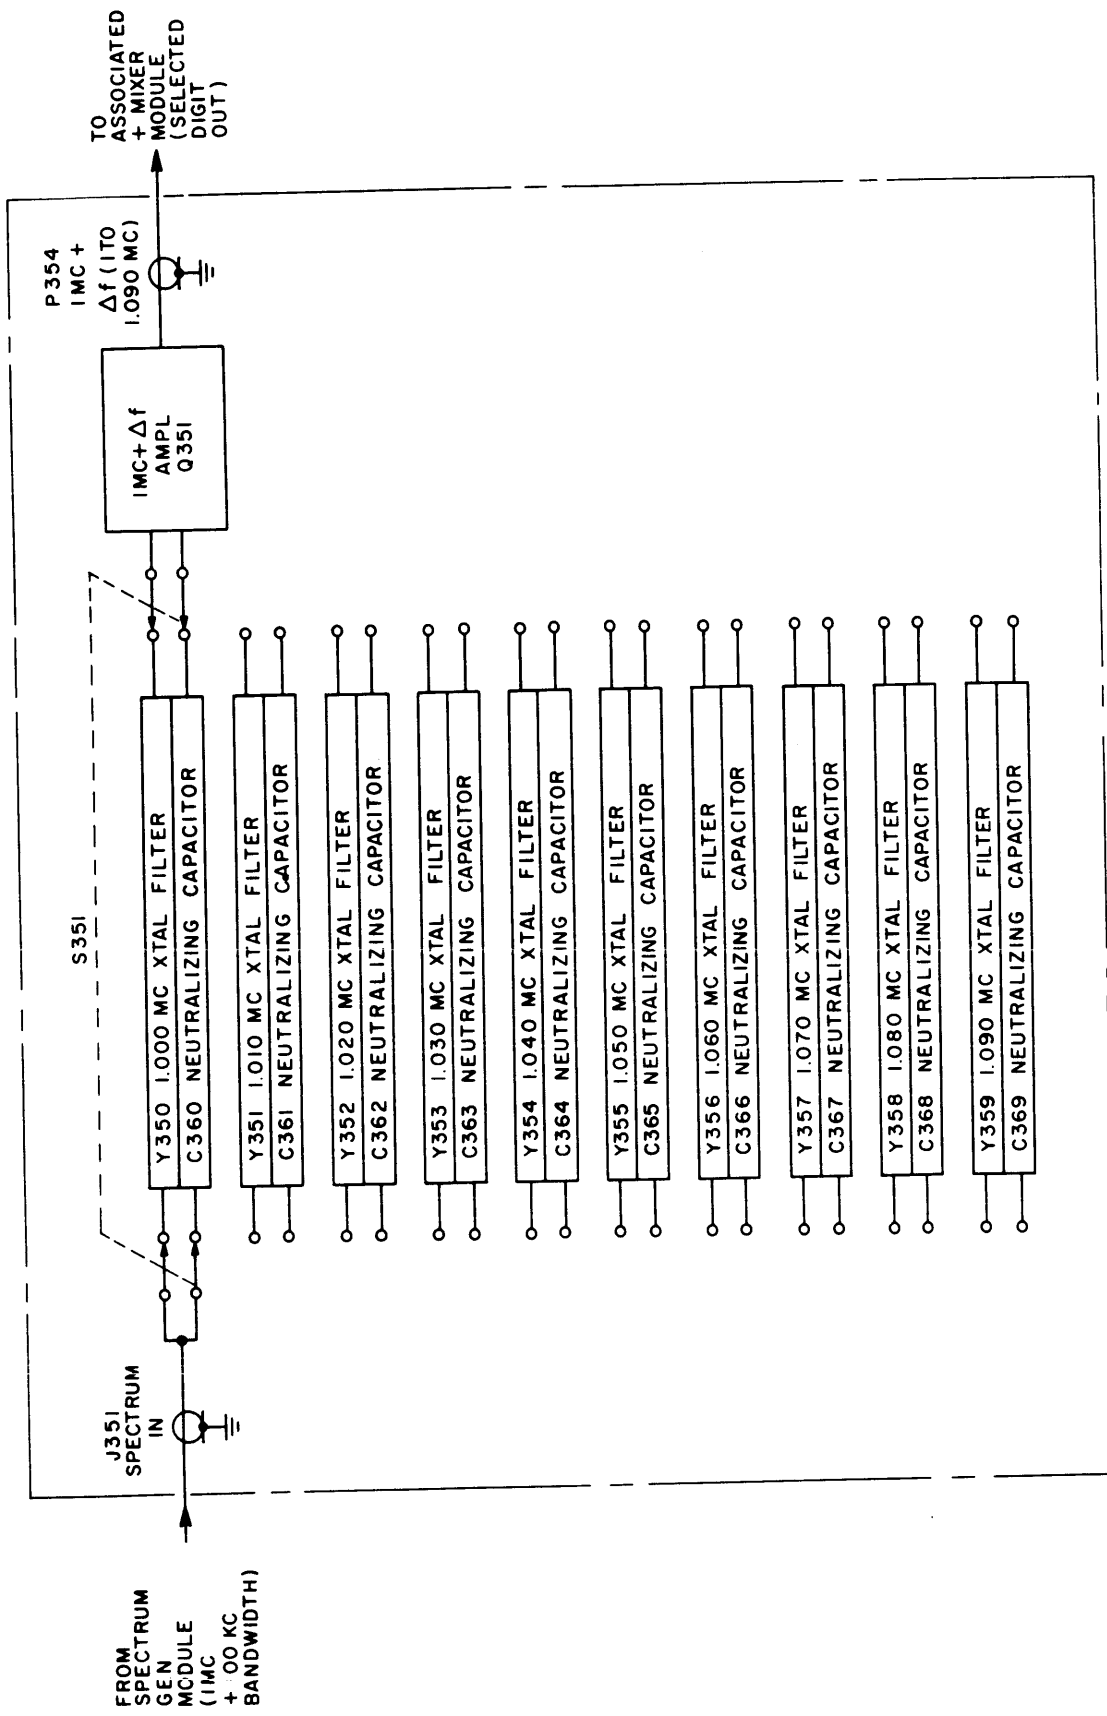 FROM
SPECTRUM
GEN
MODULE
(1MC
+ 00 KC
BANDWIDTH)
J351
SPECTRUM
IN
S351
Y350 1.000 MC XTAL FILTER
C360 NEUTRALIZING CAPACITOR
Y351 1.010 MC XTAL FILTER
C361 NEUTRALIZING CAPACITOR
Y352 1.020 MC XTAL FILTER
C362 NEUTRALIZING CAPACITOR
Y353 1.030 MC XTAL FILTER
C363 NEUTRALIZING CAPACITOR
Y354 1.040 MC XTAL FILTER
C364 NEUTRALIZING CAPACITOR
Y355 1.050 MC XTAL FILTER
C365 NEUTRALIZING CAPACITOR
Y356 1.060 MC XTAL FILTER
C366 NEUTRALIZING CAPACITOR
Y357 1.070 MC XTAL FILTER
C367 NEUTRALIZING CAPACITOR
Y358 1.080 MC XTAL FILTER
C368 NEUTRALIZING CAPACITOR
Y359 1.090 MC XTAL FILTER
C369 NEUTRALIZING CAPACITOR
1MC+Δf
AMPL
Q351
P354
1MC +
Δf (1TO
1.090 MC)
TO
ASSOCIATED
+ MIXER
MODULE
(SELECTED
DIGIT
OUT)